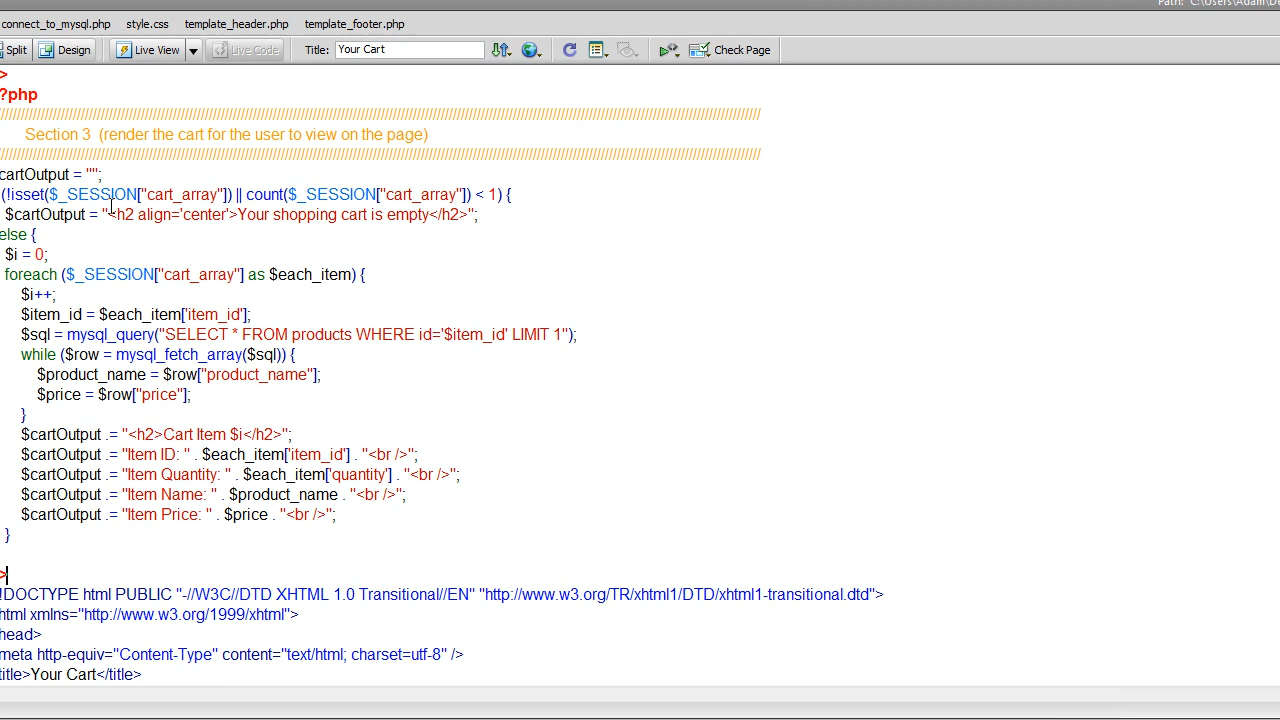 Path: C:\Users\Adam\De
connect_to_mysql.php style.css template_header.php template_footer.php
Split Design Live View Live Code Title: Your Cart Check Page
>
?php
///////////////////////////////////////////////////////////////////////////////////////////////////////////////////////////////////////////////////////////
Section 3 (render the cart for the user to view on the page)
///////////////////////////////////////////////////////////////////////////////////////////////////////////////////////////////////////////////////////////
cartOutput = "";
(!isset($_SESSION["cart_array"]) || count($_SESSION["cart_array"]) < 1) {
$cartOutput = "<h2 align='center'>Your shopping cart is empty</h2>";
else {
$i = 0;
foreach ($_SESSION["cart_array"] as $each_item) {
$i++;
$item_id = $each_item['item_id'];
$sql = mysql_query("SELECT * FROM products WHERE id='$item_id' LIMIT 1");
while ($row = mysql_fetch_array($sql)) {
$product_name = $row["product_name"];
$price = $row["price"];
}
$cartOutput .= "<h2>Cart Item $i</h2>";
$cartOutput .= "Item ID: " . $each_item['item_id'] . "<br />";
$cartOutput .= "Item Quantity: " . $each_item['quantity'] . "<br />";
$cartOutput .= "Item Name: " . $product_name . "<br />";
$cartOutput .= "Item Price: " . $price . "<br />";
}
>
!DOCTYPE html PUBLIC "-//W3C//DTD XHTML 1.0 Transitional//EN" "http://www.w3.org/TR/xhtml1/DTD/xhtml1-transitional.dtd">
html xmlns="http://www.w3.org/1999/xhtml">
head>
meta http-equiv="Content-Type" content="text/html; charset=utf-8" />
title>Your Cart</title>